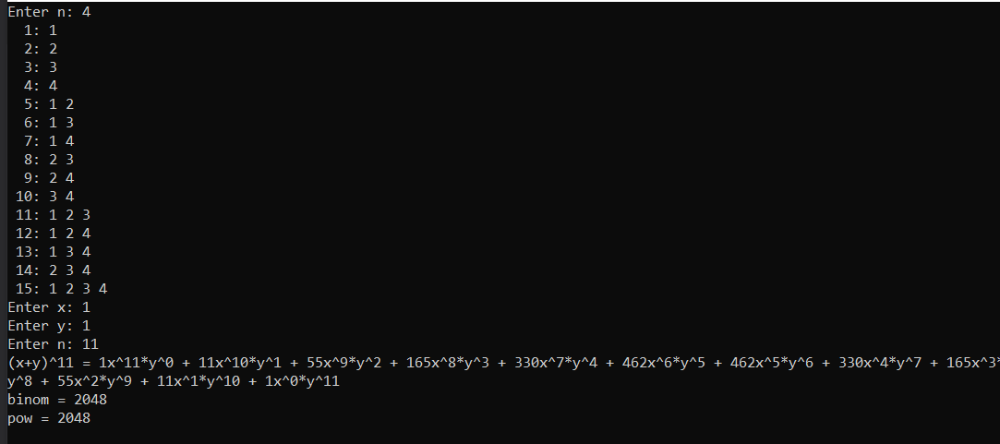 Enter n: 4
1: 1
2: 2
3: 3
4: 4
5: 1 2
6: 1 3
7: 1 4
8: 2 3
9: 2 4
10: 3 4
11: 1 2 3
12: 1 2 4
13: 1 3 4
14: 2 3 4
15: 1 2 3 4
Enter x: 1
Enter y: 1
Enter n: 11
(x+y)^11 = 1x^11*y^0 + 11x^10*y^1 + 55x^9*y^2 + 165x^8*y^3 + 330x^7*y^4 + 462x^6*y^5 + 462x^5*y^6 + 330x^4*y^7 + 165x^3*
y^8 + 55x^2*y^9 + 11x^1*y^10 + 1x^0*y^11
binom = 2048
pow = 2048